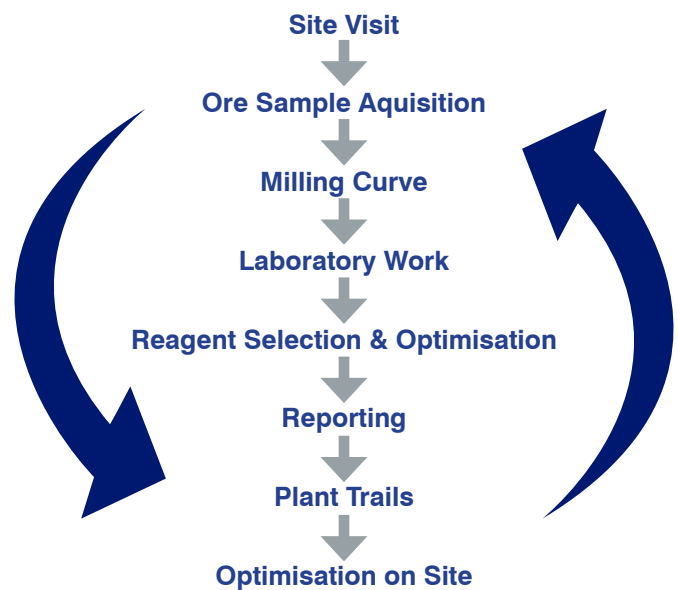 Site Visit
Ore Sample Aquisition
Milling Curve
Laboratory Work
Reagent Selection & Optimisation
Reporting
Plant Trails
Optimisation on Site